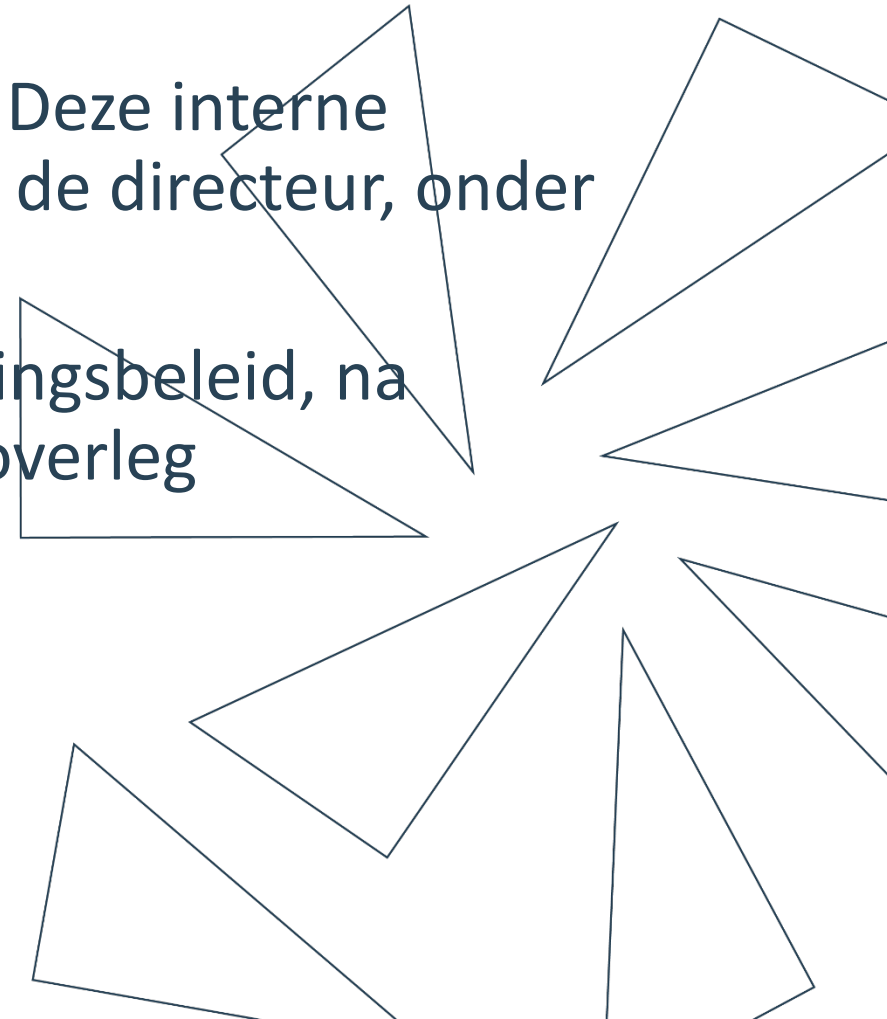 Deze interne
de directeur, onder
ingsbeleid, na
overleg